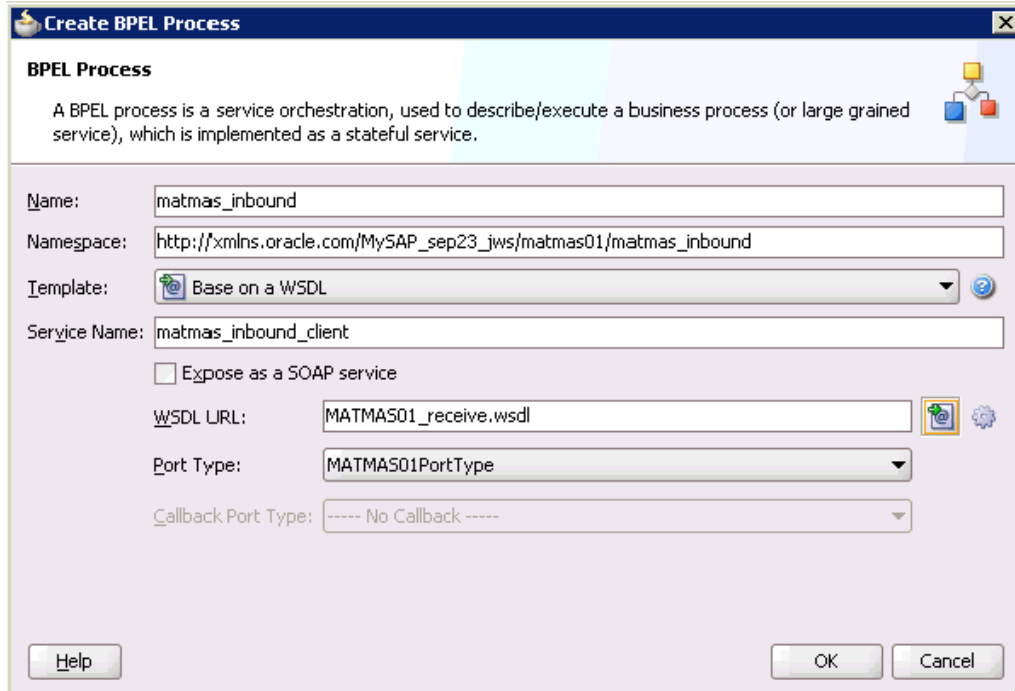 Create BPEL Process
BPEL Process
A BPEL process is a service orchestration, used to describe/execute a business process (or large grained
service), which is implemented as a stateful service.
Name: matmas_inbound
Namespace: http://xmlns.oracle.com/MySAP_sep23_jws/matmas01/matmas_inbound
Template: Base on a WSDL
Service Name: matmas_inbound_client
Expose as a SOAP service
WSDL URL: MATMAS01_receive.wsdl
Port Type: MATMAS01PortType
Callback Port Type: ----- No Callback -----
Help OK Cancel